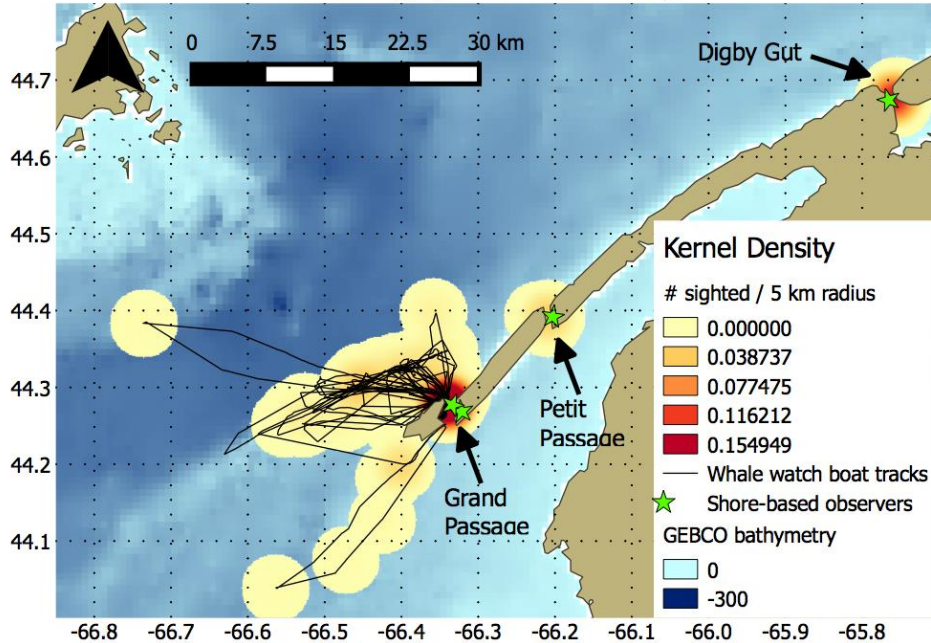 0 7.5 15 22.5 30 km
Digby Gut
44.7
44.6
44.5
44.4
44.3
44.2
44.1
Petit
Passage
Grand
Passage
Kernel Density
# sighted / 5 km radius
0.000000
0.038737
0.077475
0.116212
0.154949
Whale watch boat tracks
Shore-based observers
GEBCO bathymetry
0
-300
-66.8 -66.7 -66.6 -66.5 -66.4 -66.3 -66.2 -66.1 -66.0 -65.9 -65.8